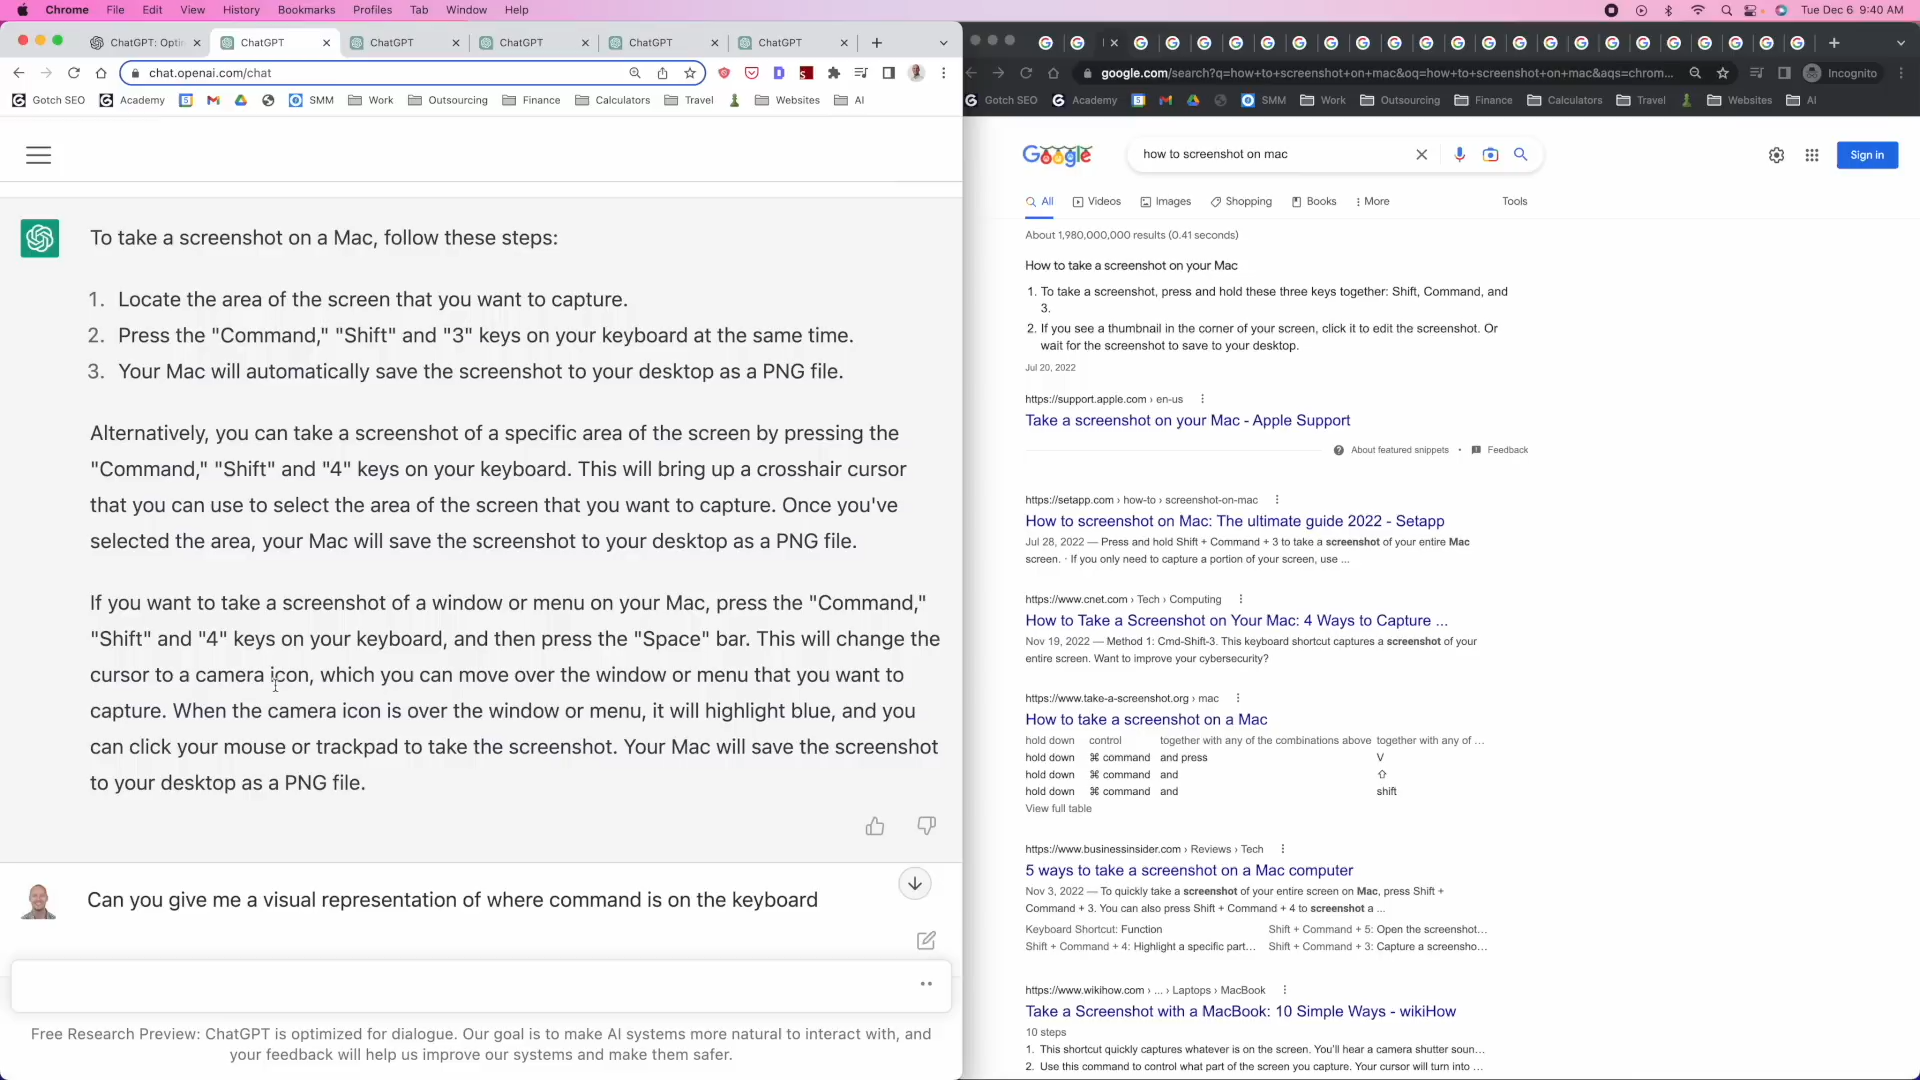 Chrome File Edit View History Bookmarks Profiles Tab Window Help
Tue Dec 6 9:40 AM
ChatGPT: Opti
ChatGPT
ChatGPT
ChatGPT
ChatGPT
ChatGPT
chat.openai.com/chat
Gotch SEO Academy SMM Work Outsourcing Finance Calculators Travel Websites AI
To take a screenshot on a Mac, follow these steps:
1. Locate the area of the screen that you want to capture.
2. Press the "Command," "Shift" and "3" keys on your keyboard at the same time.
3. Your Mac will automatically save the screenshot to your desktop as a PNG file.
Alternatively, you can take a screenshot of a specific area of the screen by pressing the
"Command," "Shift" and "4" keys on your keyboard. This will bring up a crosshair cursor
that you can use to select the area of the screen that you want to capture. Once you've
selected the area, your Mac will save the screenshot to your desktop as a PNG file.
If you want to take a screenshot of a window or menu on your Mac, press the "Command,"
"Shift" and "4" keys on your keyboard, and then press the "Space" bar. This will change the
cursor to a camera icon, which you can move over the window or menu that you want to
capture. When the camera icon is over the window or menu, it will highlight blue, and you
can click your mouse or trackpad to take the screenshot. Your Mac will save the screenshot
to your desktop as a PNG file.
Can you give me a visual representation of where command is on the keyboard
Free Research Preview: ChatGPT is optimized for dialogue. Our goal is to make AI systems more natural to interact with, and
your feedback will help us improve our systems and make them safer.
google.com/search?q=how+to+screenshot+on+mac&oq=how+to+screenshot+on+mac&aqs=chrom...
Incognito
Gotch SEO Academy SMM Work Outsourcing Finance Calculators Travel Websites AI
Google
how to screenshot on mac
Sign in
All Videos Images Shopping Books More Tools
About 1,980,000,000 results (0.41 seconds)
How to take a screenshot on your Mac
1. To take a screenshot, press and hold these three keys together: Shift, Command, and
3.
2. If you see a thumbnail in the corner of your screen, click it to edit the screenshot. Or
wait for the screenshot to save to your desktop.
Jul 20, 2022
https://support.apple.com › en-us
Take a screenshot on your Mac - Apple Support
About featured snippets • Feedback
https://setapp.com › how-to › screenshot-on-mac
How to screenshot on Mac: The ultimate guide 2022 - Setapp
Jul 28, 2022 — Press and hold Shift + Command + 3 to take a screenshot of your entire Mac
screen. · If you only need to capture a portion of your screen, use ...
https://www.cnet.com › Tech › Computing
How to Take a Screenshot on Your Mac: 4 Ways to Capture ...
Nov 19, 2022 — Method 1: Cmd-Shift-3. This keyboard shortcut captures a screenshot of your
entire screen. Want to improve your cybersecurity?
https://www.take-a-screenshot.org › mac
How to take a screenshot on a Mac
hold down control together with any of the combinations above together with any of ...
hold down ⌘ command and press V
hold down ⌘ command and ⇧
hold down ⌘ command and shift
View full table
https://www.businessinsider.com › Reviews › Tech
5 ways to take a screenshot on a Mac computer
Nov 3, 2022 — To quickly take a screenshot of your entire screen on Mac, press Shift +
Command + 3. You can also press Shift + Command + 4 to screenshot a ...
Keyboard Shortcut: Function Shift + Command + 5: Open the screenshot...
Shift + Command + 4: Highlight a specific part... Shift + Command + 3: Capture a screensho...
https://www.wikihow.com › ... › Laptops › MacBook
Take a Screenshot with a MacBook: 10 Simple Ways - wikiHow
10 steps
1. This shortcut quickly captures whatever is on the screen. You'll hear a camera shutter soun...
2. Use this command to control what part of the screen you capture. Your cursor will turn into ...